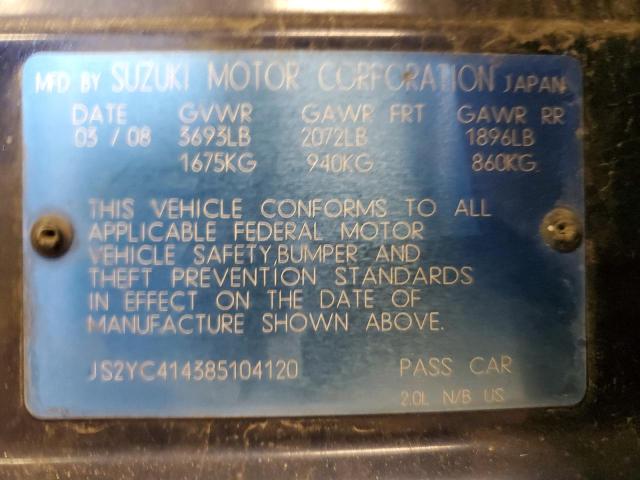 MFD BY SUZUKI MOTOR CORPORATION JAPAN
DATE GVWR GAWR FRT GAWR RR
03 / 08 3693LB 2072LB 1896LB
1675KG 940KG 860KG
THIS VEHICLE CONFORMS TO ALL
APPLICABLE FEDERAL MOTOR
VEHICLE SAFETY,BUMPER AND
THEFT PREVENTION STANDARDS
IN EFFECT ON THE DATE OF
MANUFACTURE SHOWN ABOVE.
JS2YC414385104120 PASS CAR
2.0L N/B US